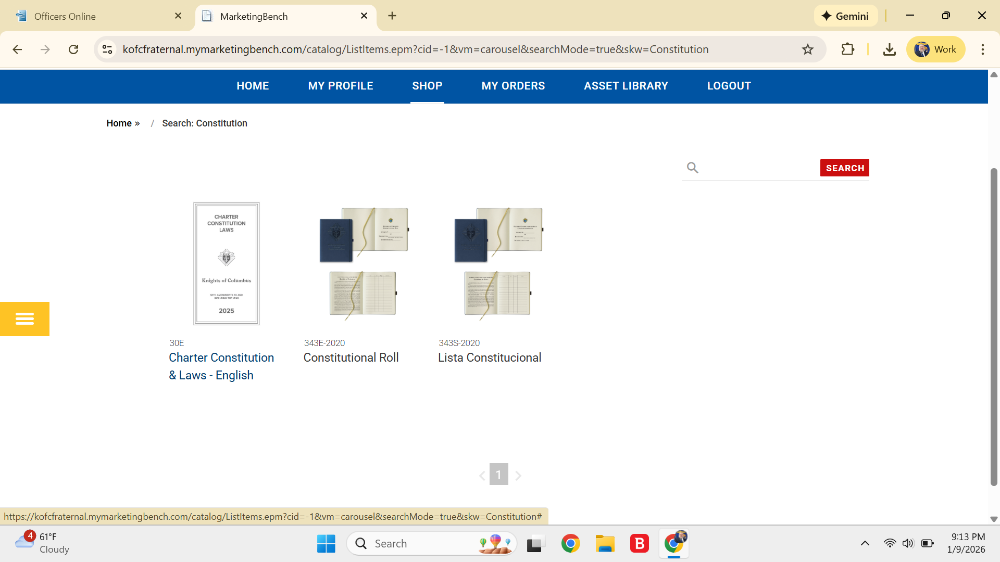 Officers Online
MarketingBench
Gemini
kofcfraternal.mymarketingbench.com/catalog/ListItems.epm?cid=-1&vm=carousel&searchMode=true&skw=Constitution
Work
HOME
MY PROFILE
SHOP
MY ORDERS
ASSET LIBRARY
LOGOUT
Home » / Search: Constitution
SEARCH
CHARTER
CONSTITUTION
LAWS
Knights of Columbus
WITH AMENDMENTS TO AND
INCLUDING THE YEAR
2025
30E
Charter Constitution
& Laws - English
343E-2020
Constitutional Roll
343S-2020
Lista Constitucional
1
https://kofcfraternal.mymarketingbench.com/catalog/ListItems.epm?cid=-1&vm=carousel&searchMode=true&skw=Constitution#
4
61°F
Cloudy
Search
B
9:13 PM
1/9/2026